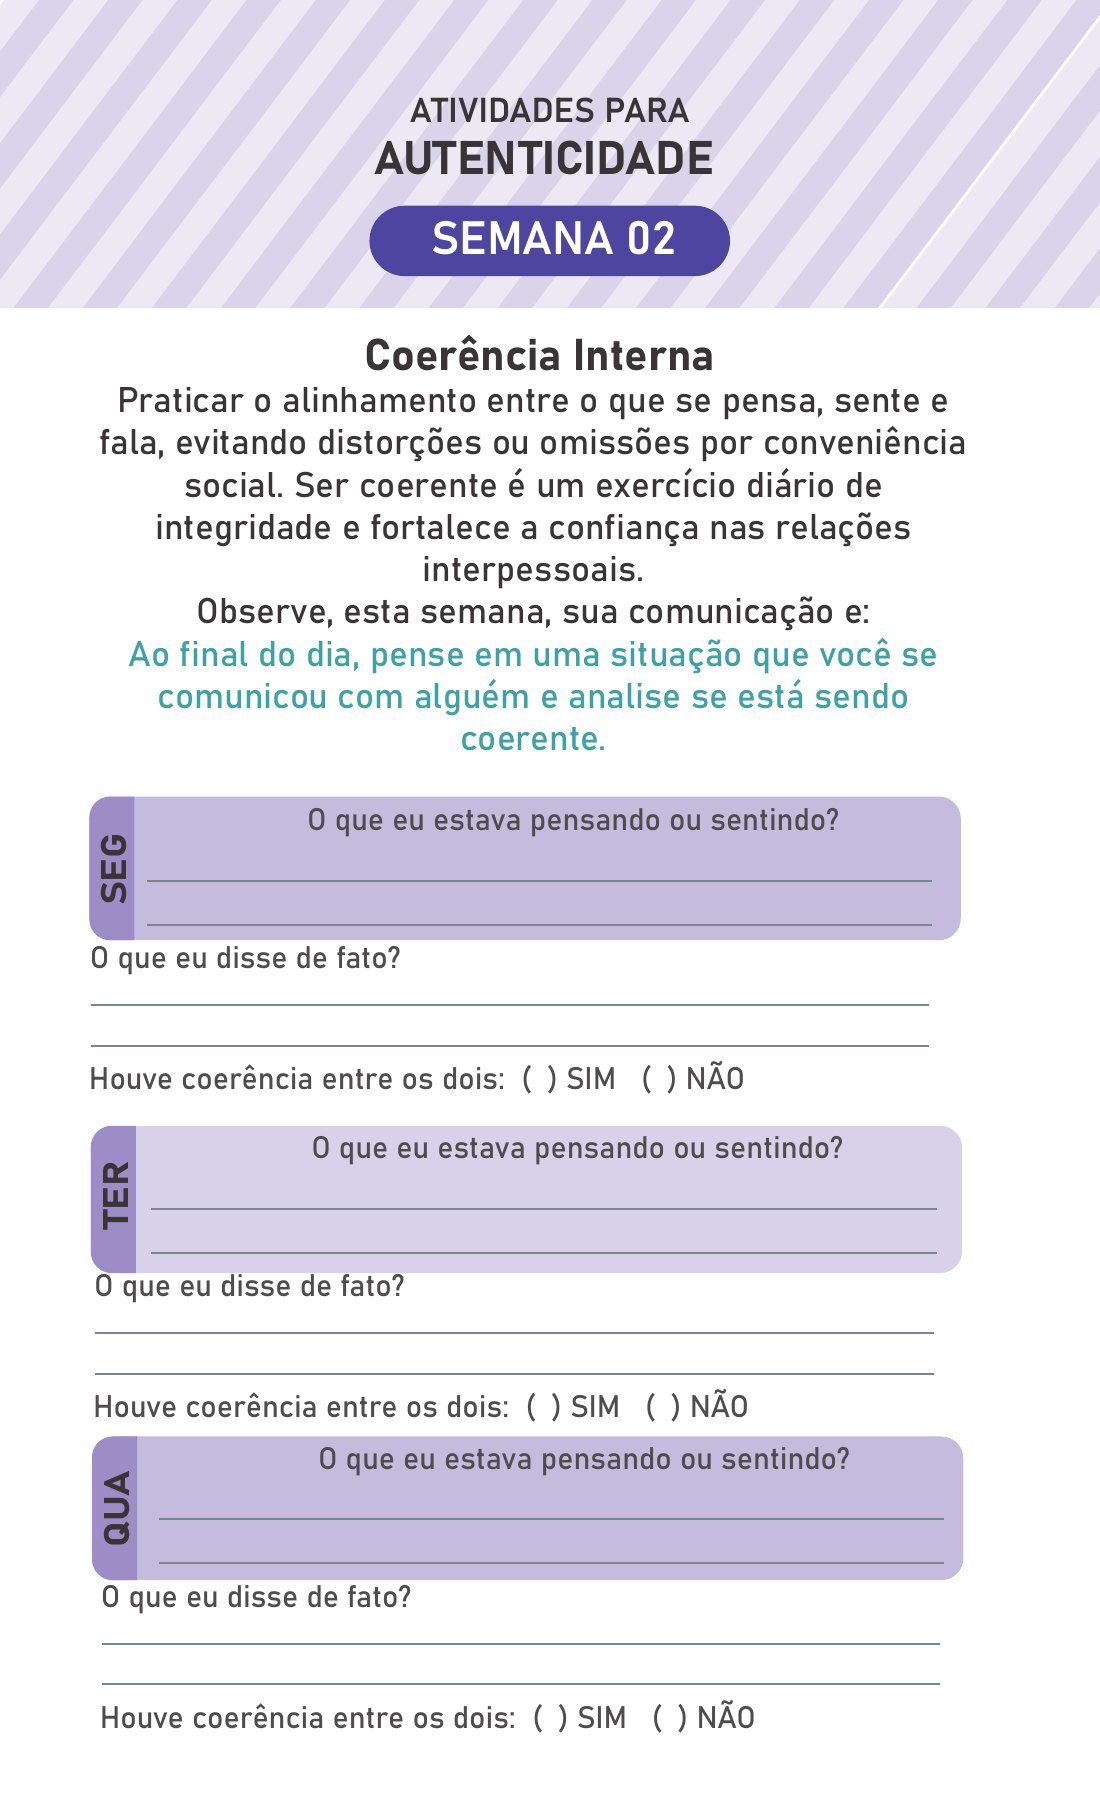 ATIVIDADES PARA
AUTENTICIDADE
SEMANA 02
Coerência Interna
Praticar o alinhamento entre o que se pensa, sente e
fala, evitando distorções ou omissões por conveniência
social. Ser coerente é um exercício diário de
integridade e fortalece a confiança nas relações
interpessoais.
Observe, esta semana, sua comunicação e:
Ao final do dia, pense em uma situação que você se
comunicou com alguém e analise se está sendo
coerente.
SEG
O que eu estava pensando ou sentindo?
O que eu disse de fato?
Houve coerência entre os dois: ( ) SIM ( ) NÃO
TER
O que eu estava pensando ou sentindo?
O que eu disse de fato?
Houve coerência entre os dois: ( ) SIM ( ) NÃO
QUA
O que eu estava pensando ou sentindo?
O que eu disse de fato?
Houve coerência entre os dois: ( ) SIM ( ) NÃO